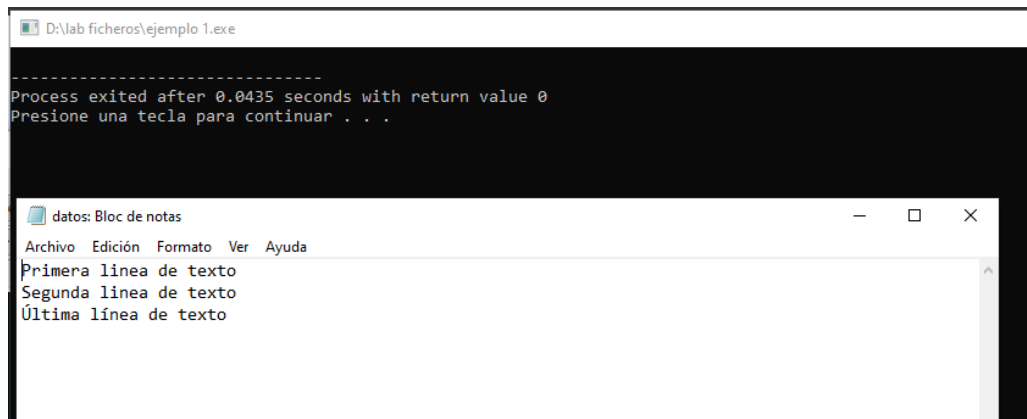 D:\lab ficheros\ejemplo 1.exe
--------------------------------
Process exited after 0.0435 seconds with return value 0
Presione una tecla para continuar . . .
datos: Bloc de notas
Archivo Edición Formato Ver Ayuda
Primera linea de texto
Segunda linea de texto
Última línea de texto